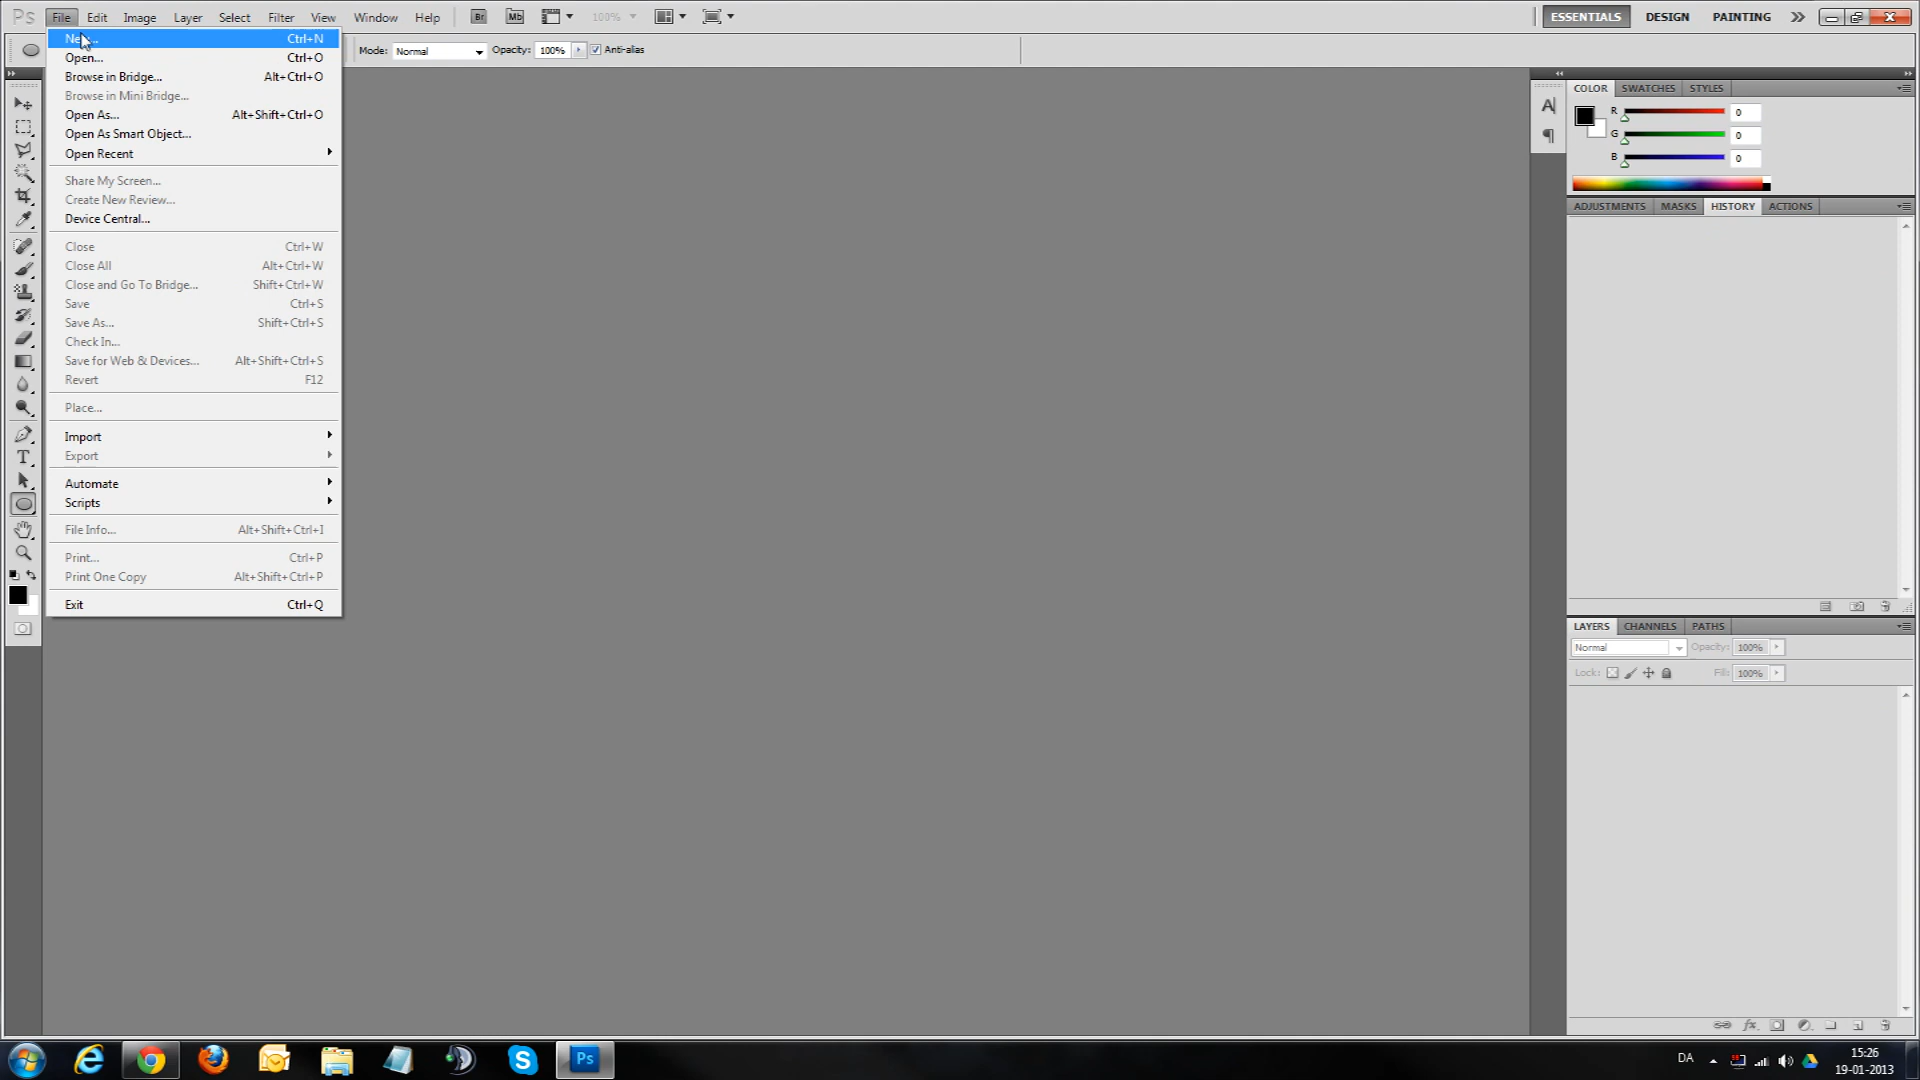 Ps File Edit Image Layer Select Filter View Window Help Br Mb 100% ESSENTIALS DESIGN PAINTING
Mode: Normal Opacity: 100% Anti-alias
New... Ctrl+N
Open... Ctrl+O
Browse in Bridge... Alt+Ctrl+O
Browse in Mini Bridge...
Open As... Alt+Shift+Ctrl+O
Open As Smart Object...
Open Recent
Share My Screen...
Create New Review...
Device Central...
Close Ctrl+W
Close All Alt+Ctrl+W
Close and Go To Bridge... Shift+Ctrl+W
Save Ctrl+S
Save As... Shift+Ctrl+S
Check In...
Save for Web & Devices... Alt+Shift+Ctrl+S
Revert F12
Place...
Import
Export
Automate
Scripts
File Info... Alt+Shift+Ctrl+I
Print... Ctrl+P
Print One Copy Alt+Shift+Ctrl+P
Exit Ctrl+Q
COLOR SWATCHES STYLES
R 0
G 0
B 0
ADJUSTMENTS MASKS HISTORY ACTIONS
LAYERS CHANNELS PATHS
Normal Opacity: 100%
Lock: Fill: 100%
Ps DA 15:26
19-01-2013